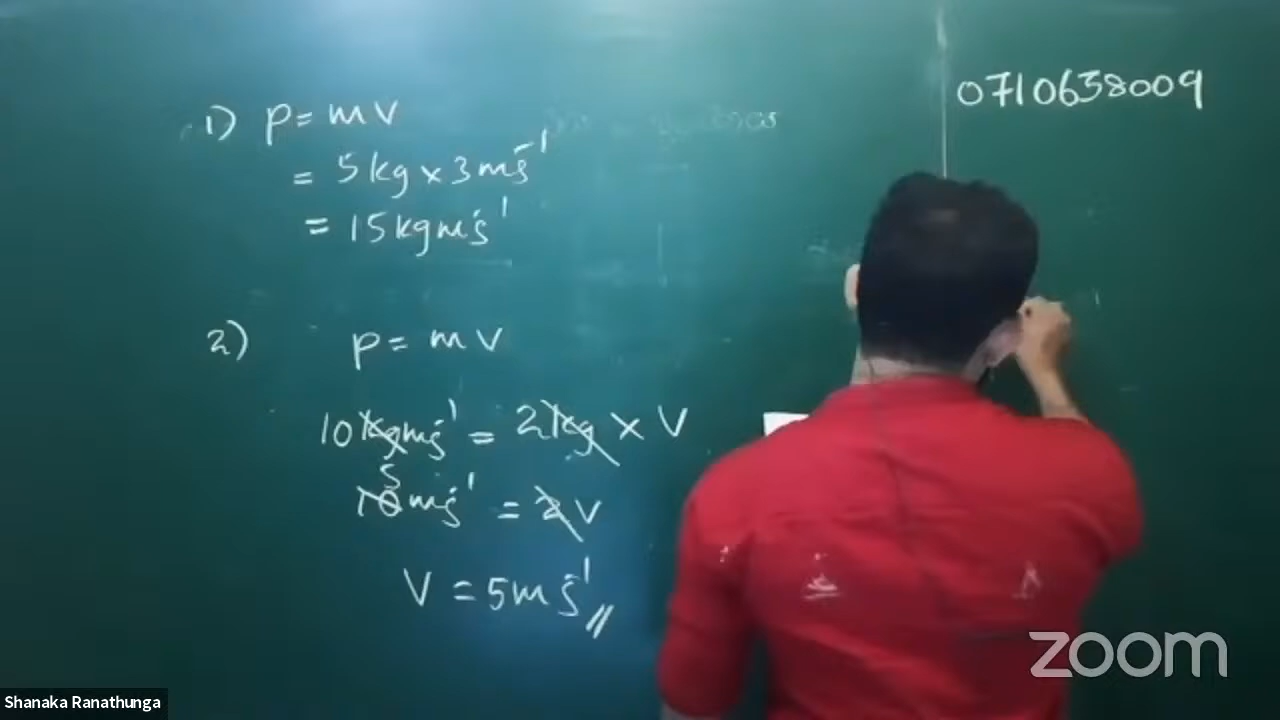 1) p = mv
= 5kg x 3ms⁻¹
= 15kgms⁻¹
2) p = mv
10kgms⁻¹ = 2kg x V
5
10ms⁻¹ = 2V
V = 5ms⁻¹ //
0710638009
zoom
Shanaka Ranathunga